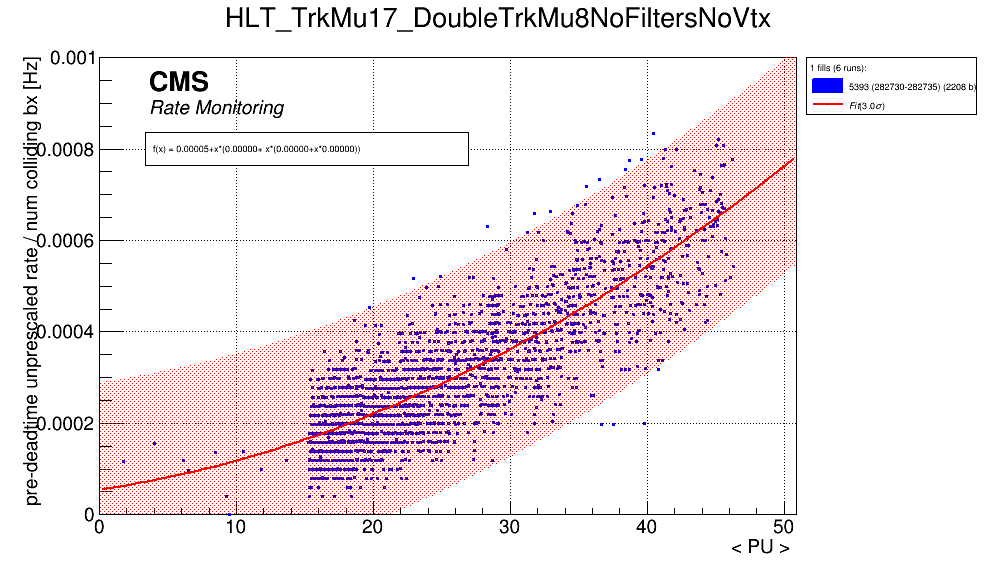 HLT_TrkMu17_DoubleTrkMu8NoFiltersNoVtx
pre-deadtime unprescaled rate / num colliding bx [Hz]
0.001
0.0008
0.0006
0.0004
0.0002
0
CMS
Rate Monitoring
f(x) = 0.00005+x*(0.00000+ x*(0.00000+x*0.00000))
1 fills (6 runs):
5393 (282730-282735) (2208 b)
Fit(3.0σ)
0 10 20 30 40 50
< PU >